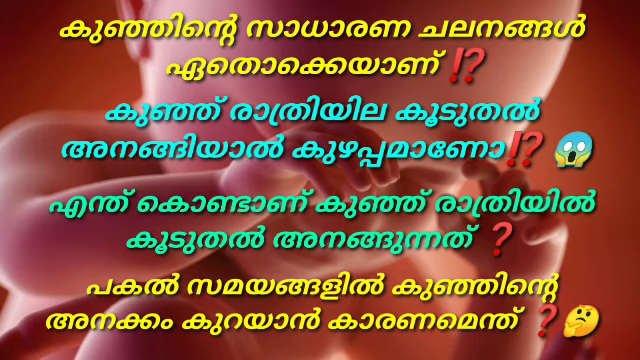 കുഞ്ഞിന്റെ സാധാരണ ചലനങ്ങൾ
ഏതൊക്കെയാണ് ⁉️
കുഞ്ഞ് രാത്രിയില കൂടുതൽ
അനങ്ങിയാൽ കുഴപ്പമാണോ⁉️ 😱
എന്ത് കൊണ്ടാണ് കുഞ്ഞ് രാത്രിയിൽ
കൂടുതൽ അനങ്ങുന്നത് ❓
പകൽ സമയങ്ങളിൽ കുഞ്ഞിന്റെ
അനക്കം കുറയാൻ കാരണമെന്ത് ❓🤔